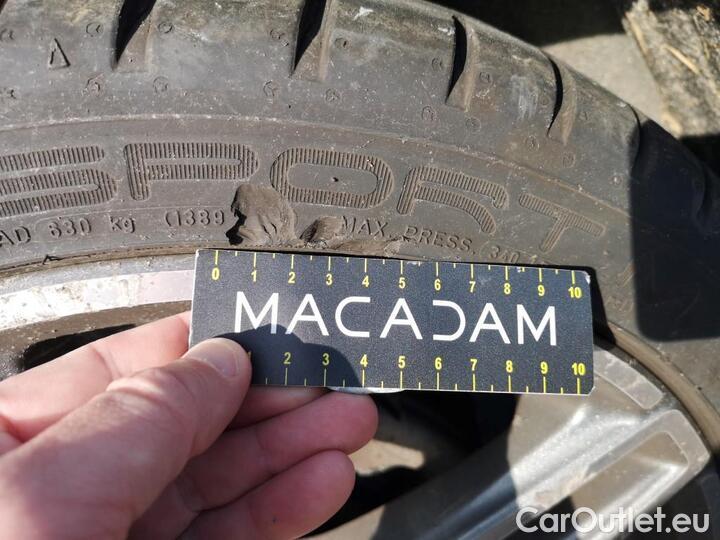 SPORT
AD 630 kg (1389
MAX. PRESS. 340
0 1 2 3 4 5 6 7 8 9 10
MACADAM
1 2 3 4 5 6 7 8 9 10
CarOutlet.eu